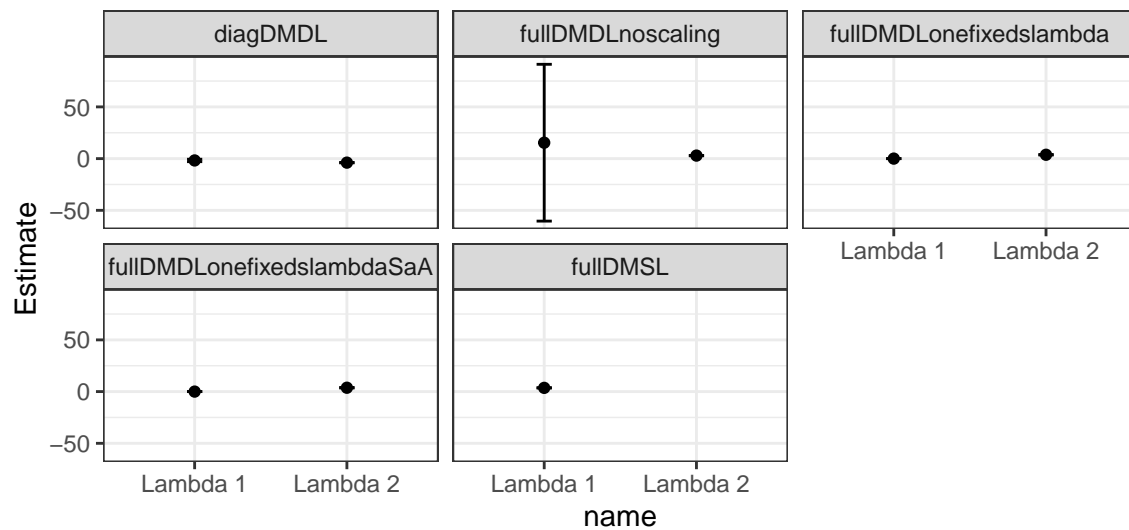 diagDMDL
fullDMDLnoscaling
fullDMDLonefixedslambda
50
0
−50
Lambda 1
Lambda 2
fullDMDLonefixedslambdaSaA
fullDMSL
50
0
−50
Lambda 1
Lambda 2
Lambda 1
Lambda 2
name
Estimate